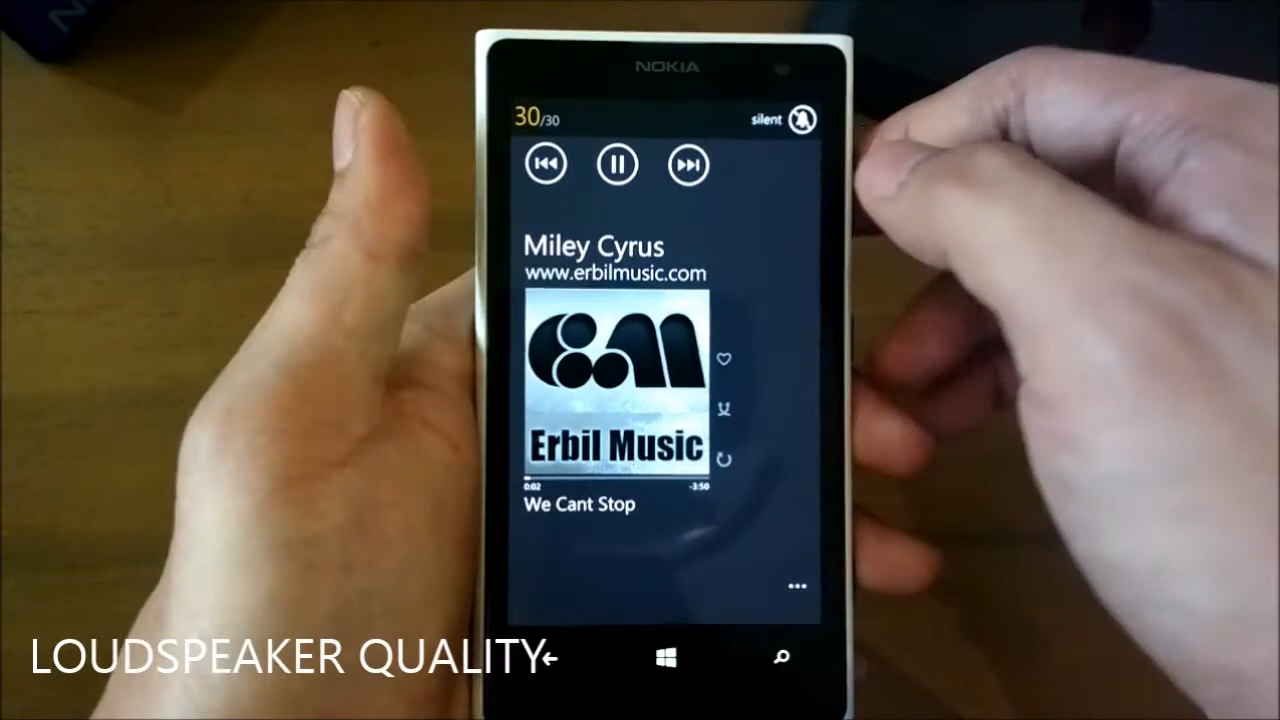 NOKIA
30/30
silent
Miley Cyrus
www.erbilmusic.com
Erbil Music
0:02
-3:50
We Cant Stop
LOUDSPEAKER QUALITY